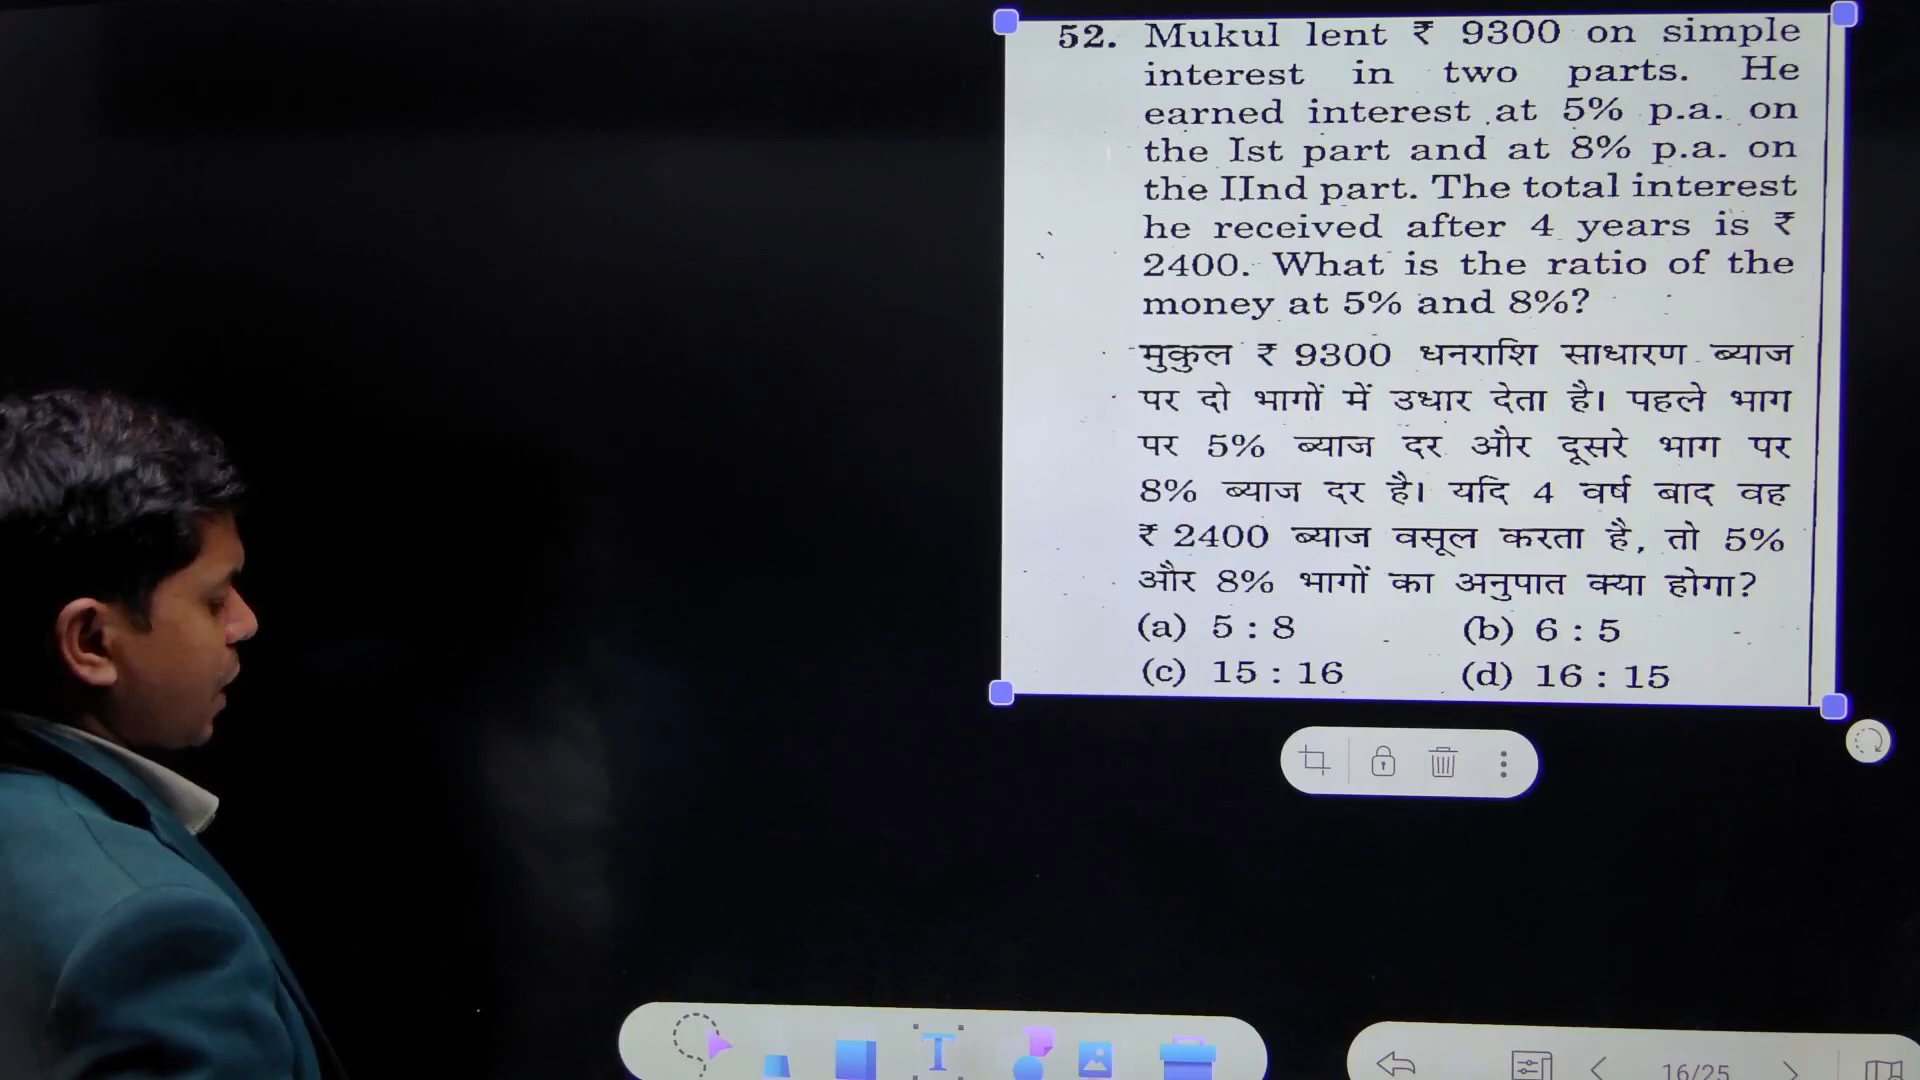 52. Mukul lent ₹ 9300 on simple
interest in two parts. He
earned interest at 5% p.a. on
the Ist part and at 8% p.a. on
the IInd part. The total interest
he received after 4 years is ₹
2400. What is the ratio of the
money at 5% and 8%?
मुकुल ₹ 9300 धनराशि साधारण ब्याज
पर दो भागों में उधार देता है। पहले भाग
पर 5% ब्याज दर और दूसरे भाग पर
8% ब्याज दर है। यदि 4 वर्ष बाद वह
₹ 2400 ब्याज वसूल करता है, तो 5%
और 8% भागों का अनुपात क्या होगा?
(a) 5 : 8 (b) 6 : 5
(c) 15 : 16 (d) 16 : 15
T
16/25